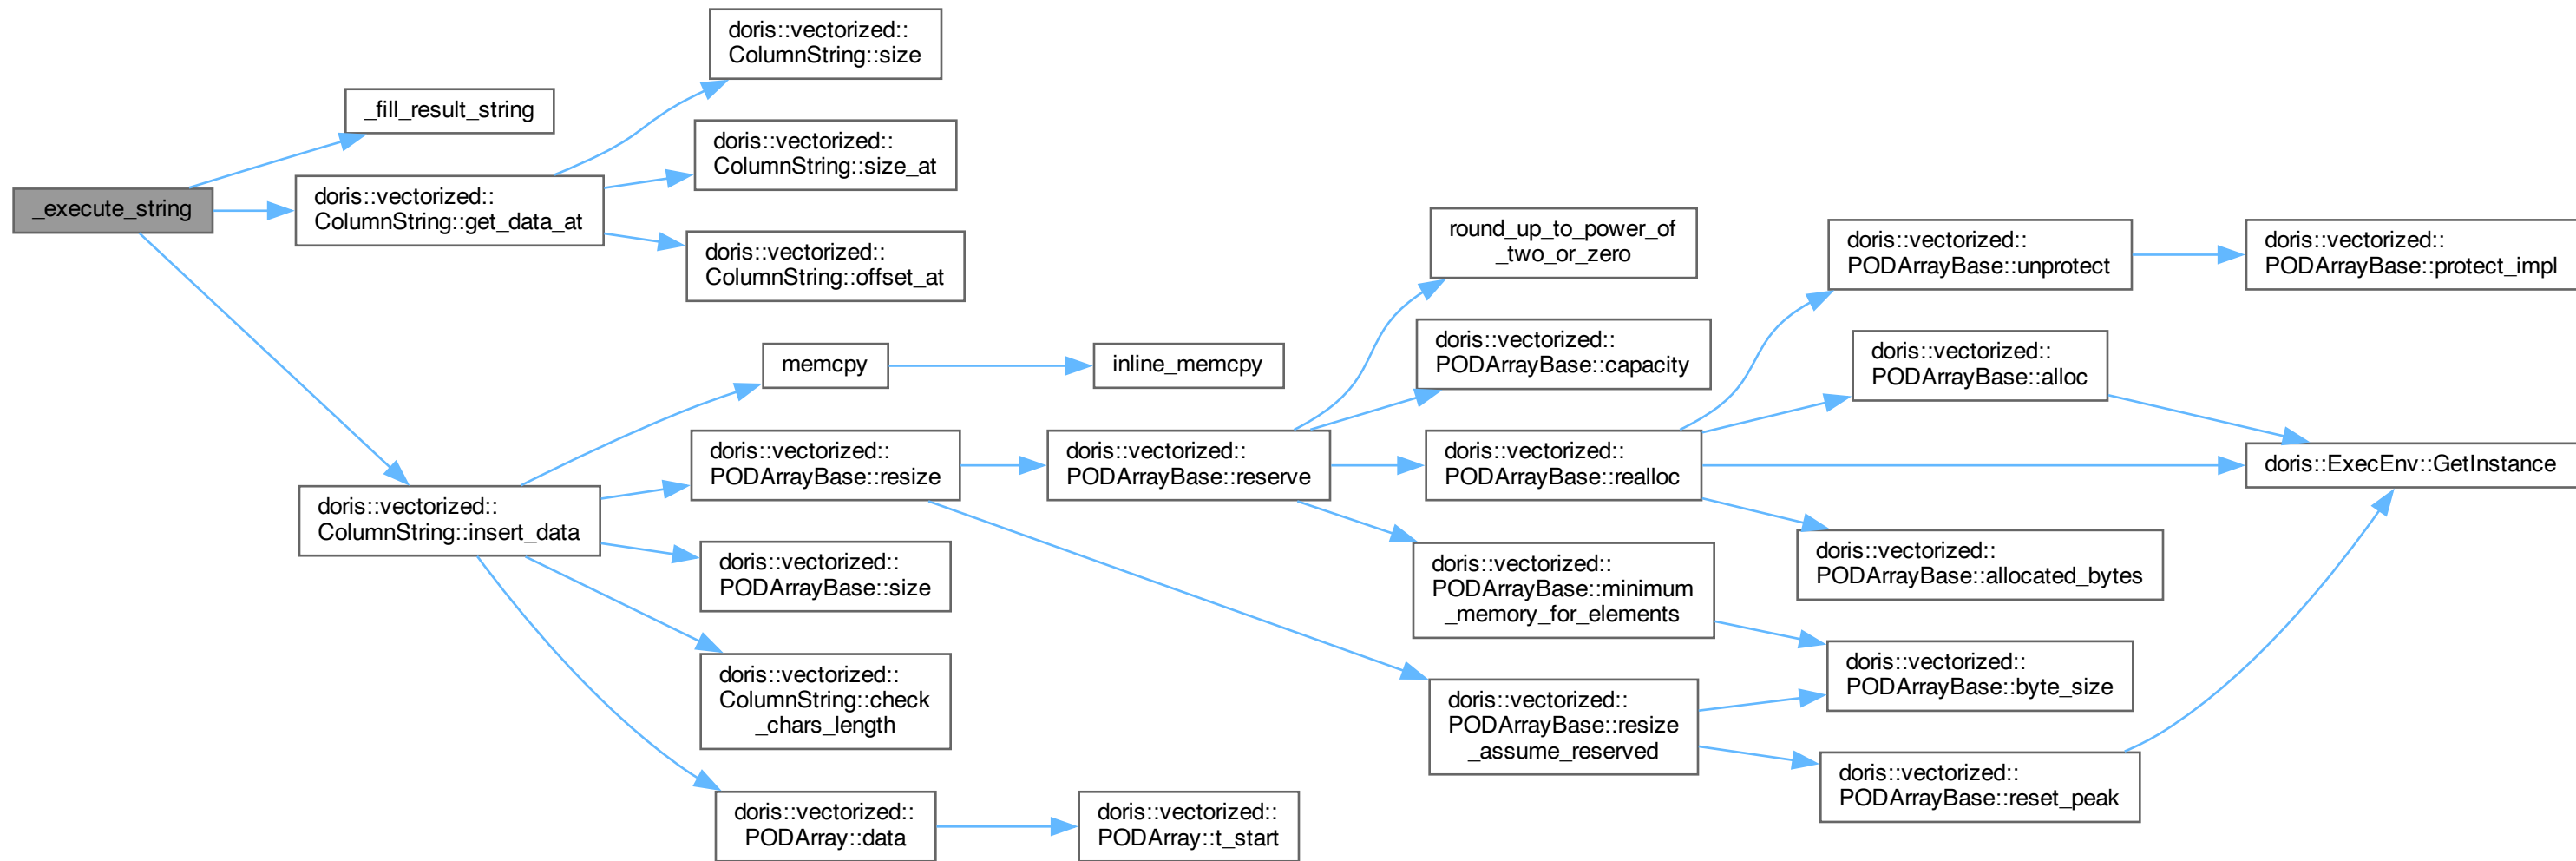 _execute_string
_fill_result_string
doris::vectorized::
ColumnString::get_data_at
doris::vectorized::
ColumnString::size
doris::vectorized::
ColumnString::size_at
doris::vectorized::
ColumnString::offset_at
doris::vectorized::
ColumnString::insert_data
memcpy
inline_memcpy
doris::vectorized::
PODArrayBase::resize
doris::vectorized::
PODArrayBase::size
doris::vectorized::
ColumnString::check
_chars_length
doris::vectorized::
PODArray::data
doris::vectorized::
PODArray::t_start
doris::vectorized::
PODArrayBase::reserve
round_up_to_power_of
_two_or_zero
doris::vectorized::
PODArrayBase::capacity
doris::vectorized::
PODArrayBase::realloc
doris::vectorized::
PODArrayBase::minimum
_memory_for_elements
doris::vectorized::
PODArrayBase::resize
_assume_reserved
doris::vectorized::
PODArrayBase::unprotect
doris::vectorized::
PODArrayBase::protect_impl
doris::vectorized::
PODArrayBase::alloc
doris::ExecEnv::GetInstance
doris::vectorized::
PODArrayBase::allocated_bytes
doris::vectorized::
PODArrayBase::byte_size
doris::vectorized::
PODArrayBase::reset_peak